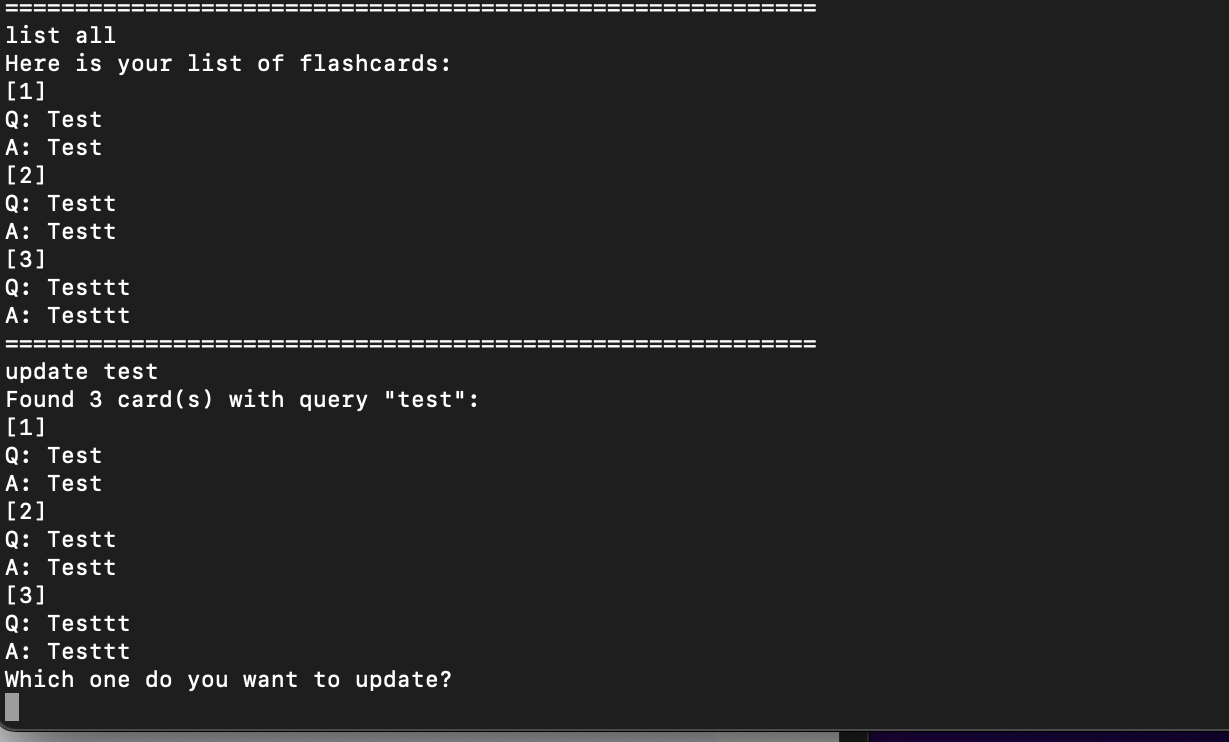 ==========================================================
list all
Here is your list of flashcards:
[1]
Q: Test
A: Test
[2]
Q: Testt
A: Testt
[3]
Q: Testtt
A: Testtt
==========================================================
update test
Found 3 card(s) with query "test":
[1]
Q: Test
A: Test
[2]
Q: Testt
A: Testt
[3]
Q: Testtt
A: Testtt
Which one do you want to update?